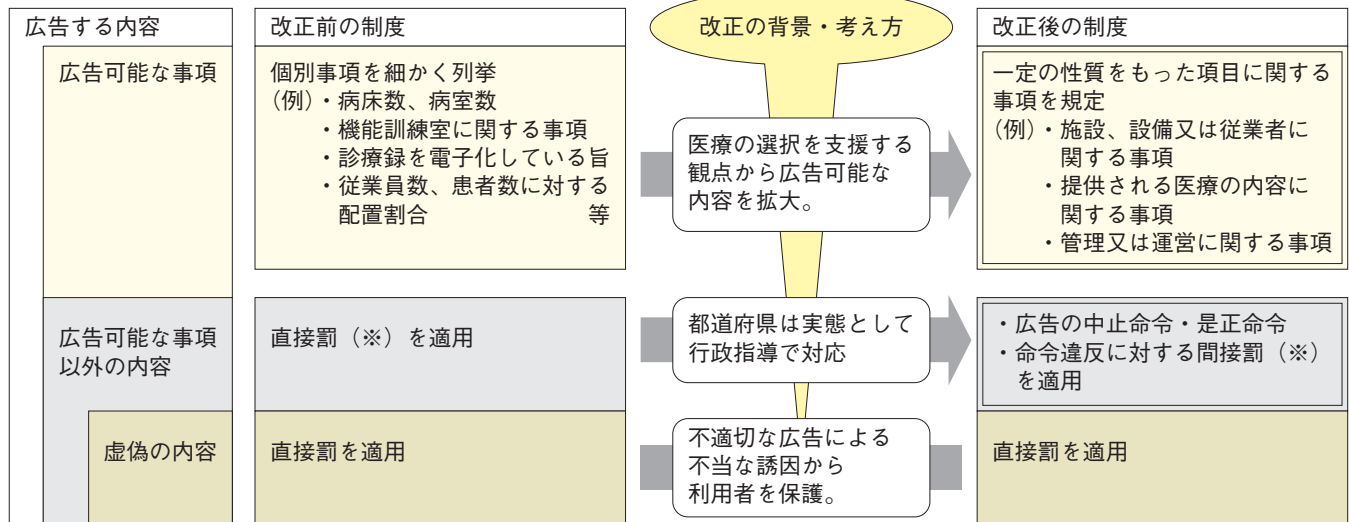 広告する内容
改正前の制度
改正の背景・考え方
改正後の制度
広告可能な事項
個別事項を細かく列挙
(例)・病床数、病室数
・機能訓練室に関する事項
・診療録を電子化している旨
・従業員数、患者数に対する
配置割合 等
医療の選択を支援する
観点から広告可能な
内容を拡大。
一定の性質をもった項目に関する
事項を規定
(例)・施設、設備又は従業者に
関する事項
・提供される医療の内容に
関する事項
・管理又は運営に関する事項
広告可能な事項
以外の内容
直接罰(※)を適用
都道府県は実態として
行政指導で対応
・広告の中止命令・是正命令
・命令違反に対する間接罰(※)
を適用
虚偽の内容
直接罰を適用
不適切な広告による
不当な誘因から
利用者を保護。
直接罰を適用